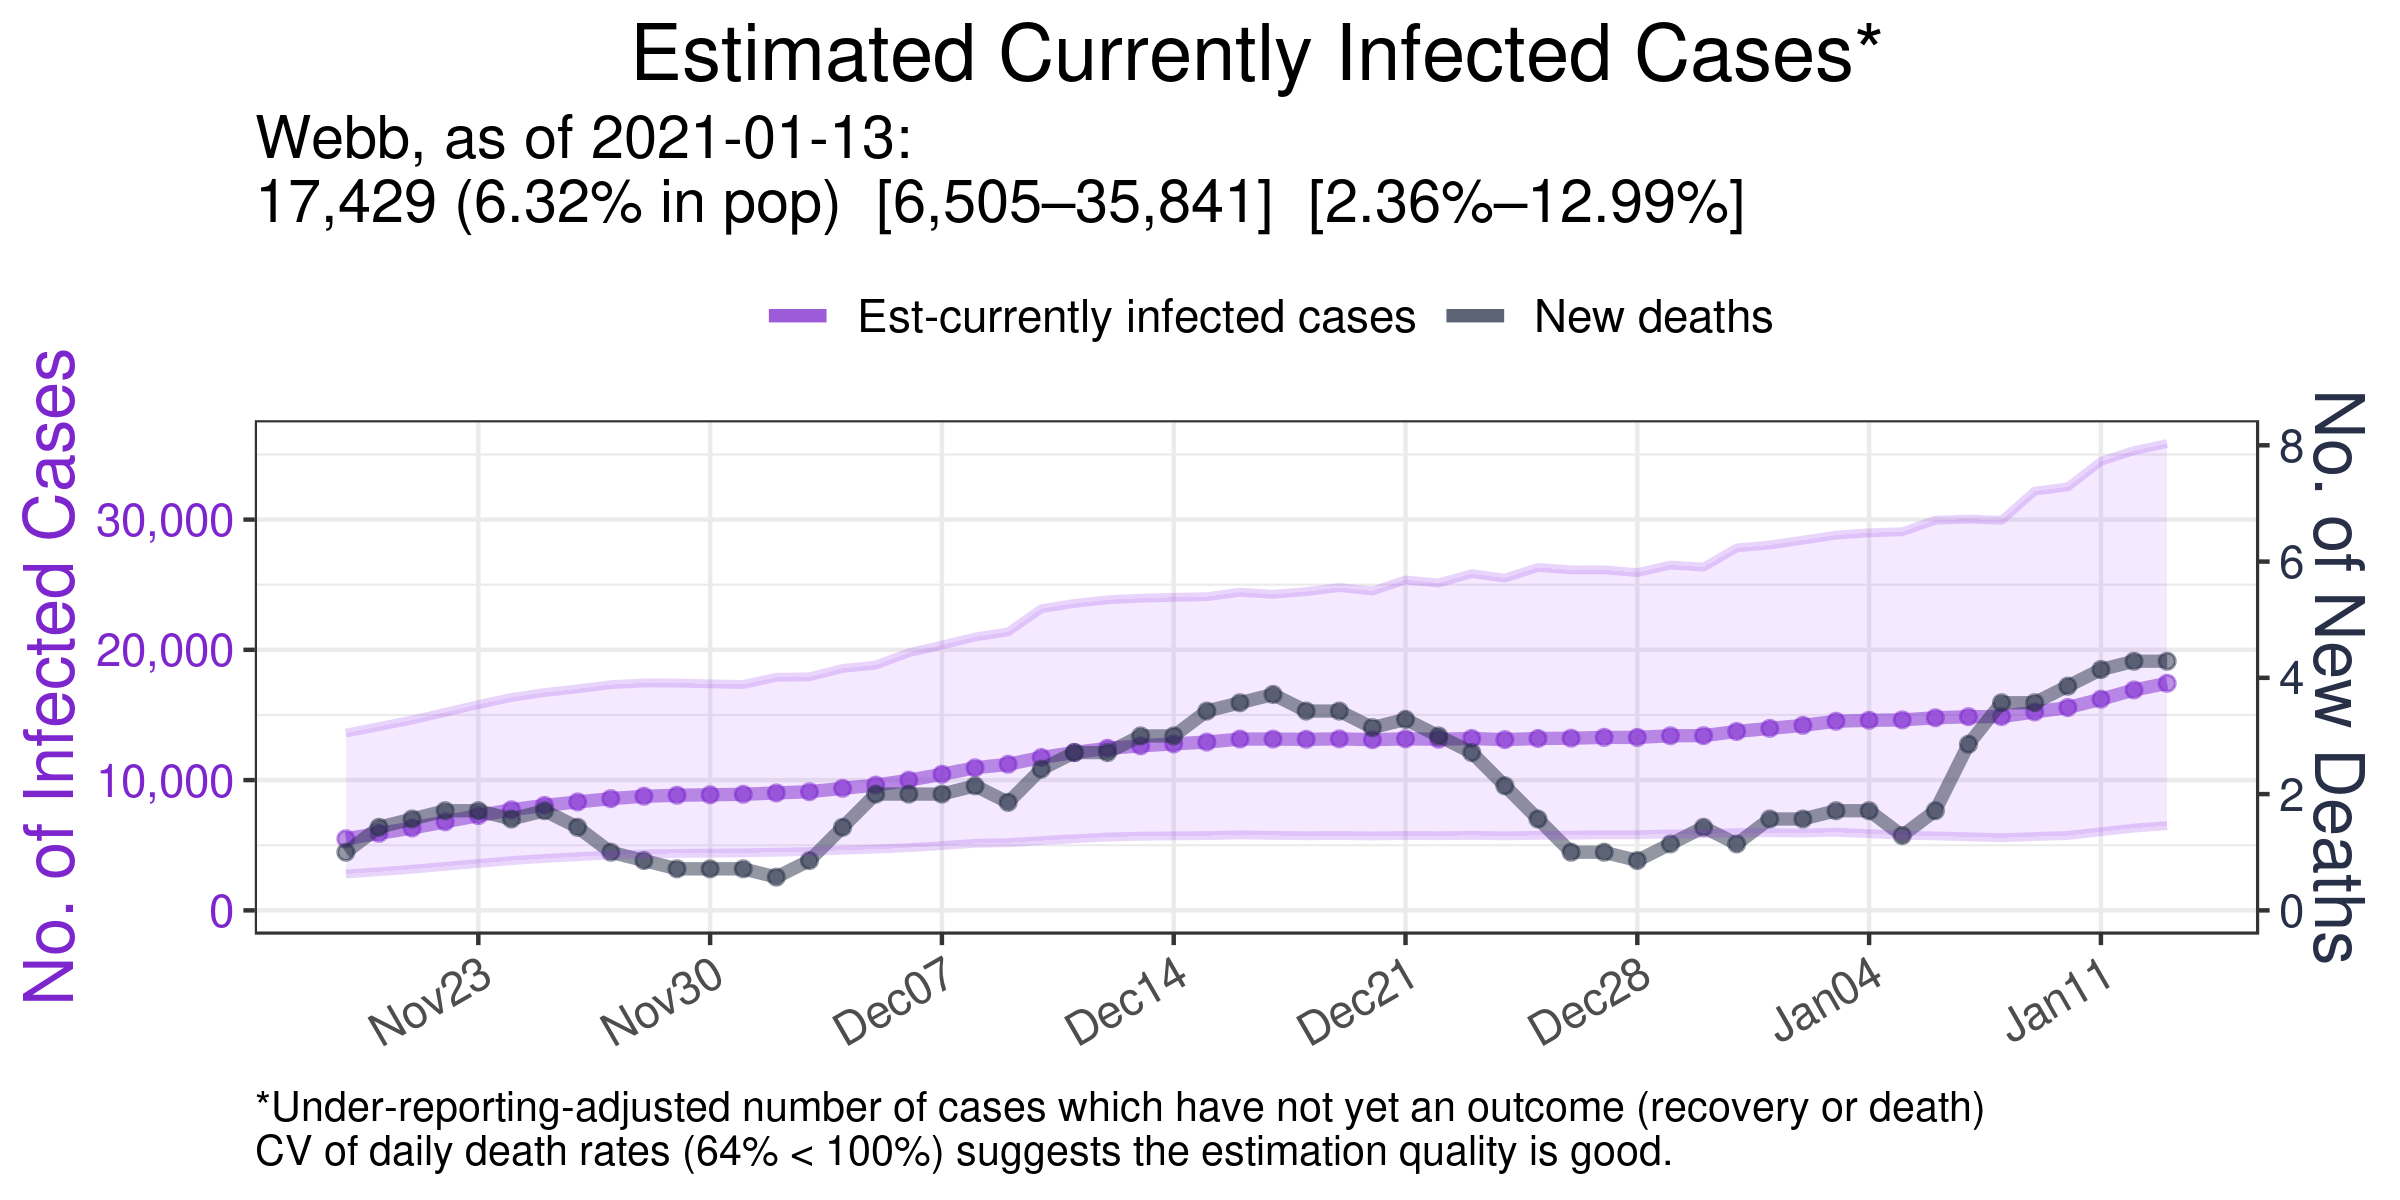 Estimated Currently Infected Cases*
Webb, as of 2021-01-13:
17,429 (6.32% in pop)  [6,505–35,841]  [2.36%–12.99%]
Est-currently infected cases
New deaths
No. of Infected Cases
30,000
20,000
10,000
0
8
6
4
2
0
No. of New Deaths
Nov23
Nov30
Dec07
Dec14
Dec21
Dec28
Jan04
Jan11
*Under-reporting-adjusted number of cases which have not yet an outcome (recovery or death)
CV of daily death rates (64% < 100%) suggests the estimation quality is good.